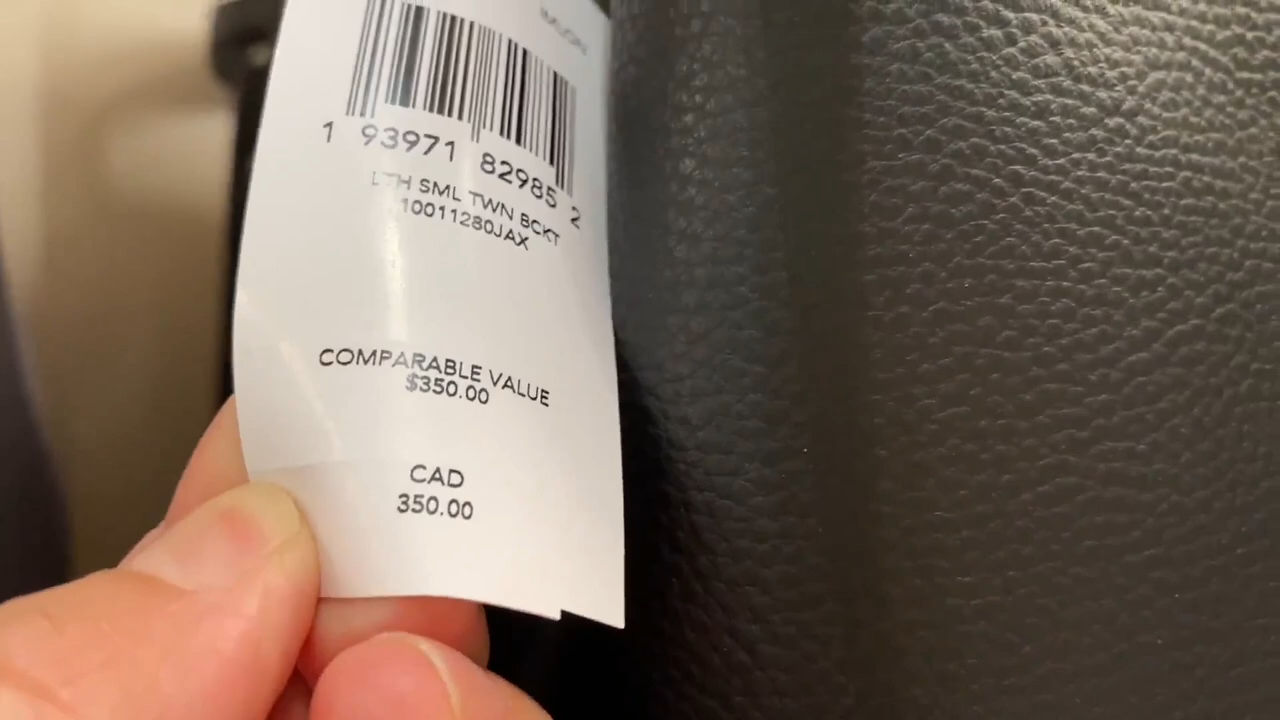 1 93971 82985 2
LTH SML TWN BCKT
10011280JAX
COMPARABLE VALUE
$350.00
CAD
350.00